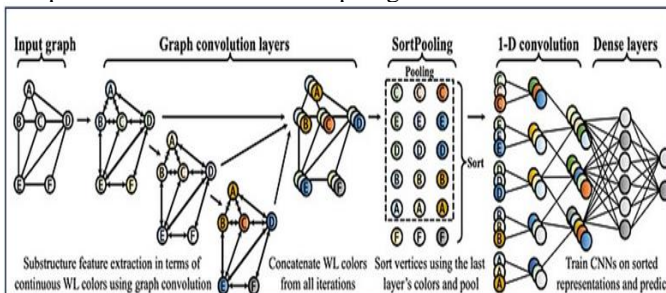 Input graph
Graph convolution layers
SortPooling
1-D convolution
Dense layers
Pooling
A
B C D
E F
A
B C D
E F
A
B C D
E F
A
B C D
E F
A
B C D
E F
C C C
E E E
D D D
B B B
A A A
F F F
Sort
C
C
C
E
E
E
D
D
D
B
B
B
A
A
A
Substructure feature extraction in terms of
continuous WL colors using graph convolution
Concatenate WL colors
from all iterations
Sort vertices using the last
layer's colors and pool
Train CNNs on sorted
representations and predict